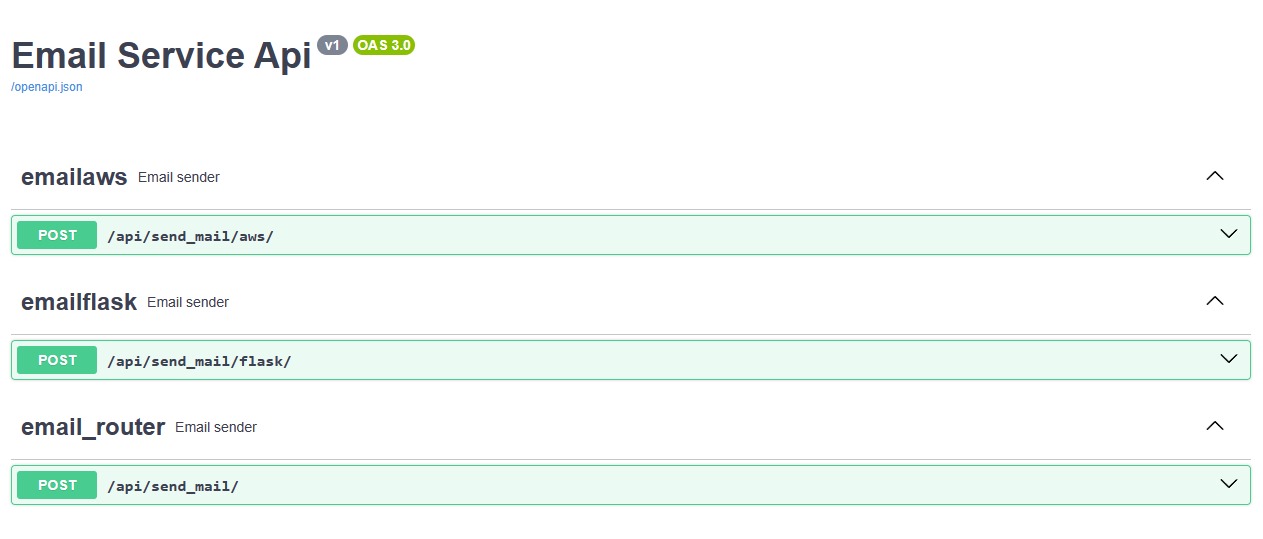 Email Service Api v1 OAS 3.0
/openapi.json
emailaws Email sender
POST /api/send_mail/aws/
emailflask Email sender
POST /api/send_mail/flask/
email_router Email sender
POST /api/send_mail/